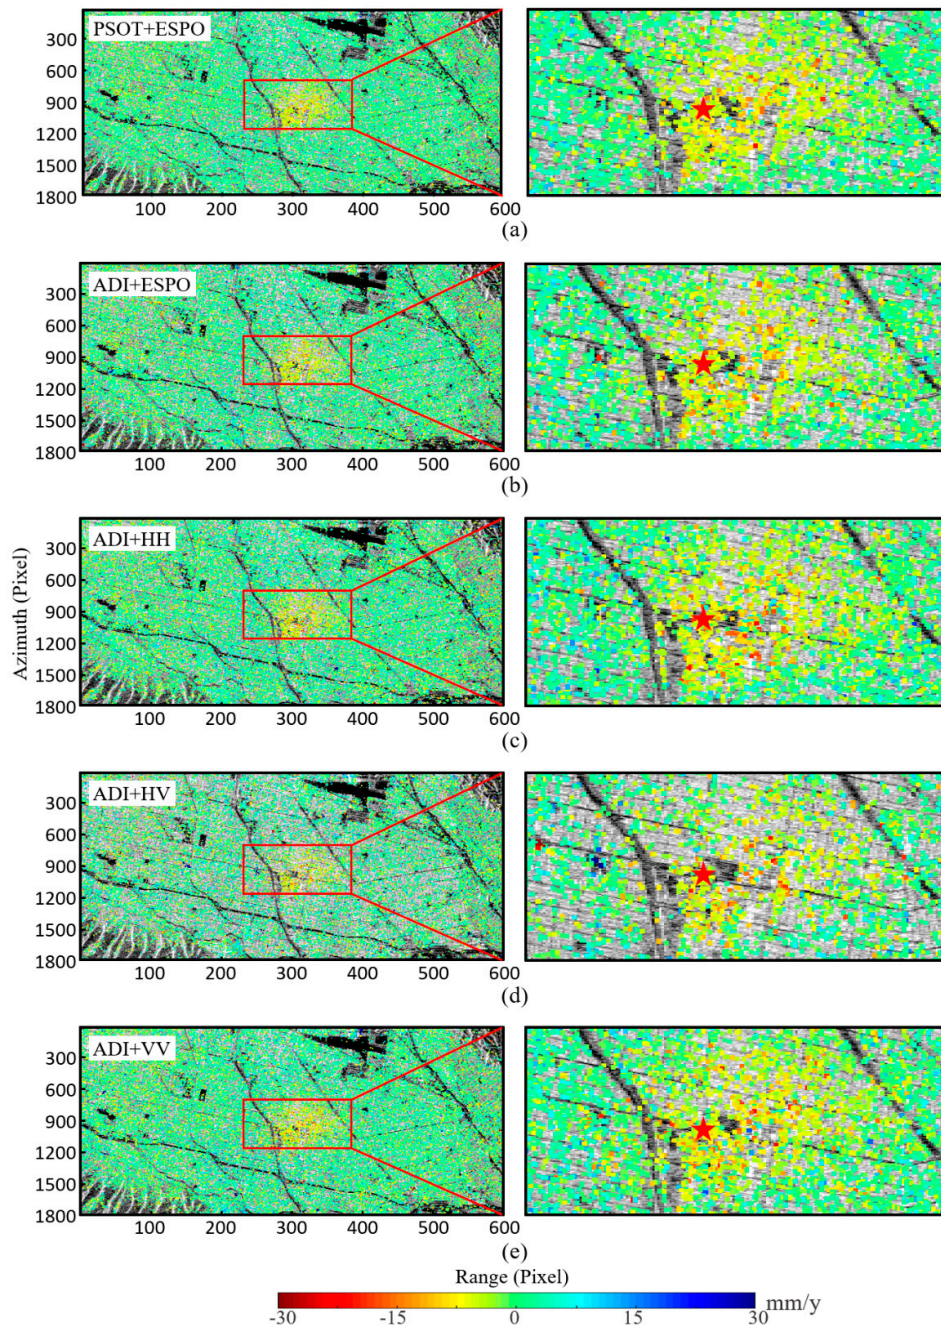 PSOT+ESPO
300
600
900
1200
1500
1800
100 200 300 400 500 600
(a)
ADI+ESPO
300
600
900
1200
1500
1800
100 200 300 400 500 600
(b)
ADI+HH
300
600
900
1200
1500
1800
100 200 300 400 500 600
(c)
Azimuth (Pixel)
ADI+HV
300
600
900
1200
1500
1800
100 200 300 400 500 600
(d)
ADI+VV
300
600
900
1200
1500
1800
100 200 300 400 500 600
(e)
Range (Pixel)
-30 -15 0 15 30 mm/y